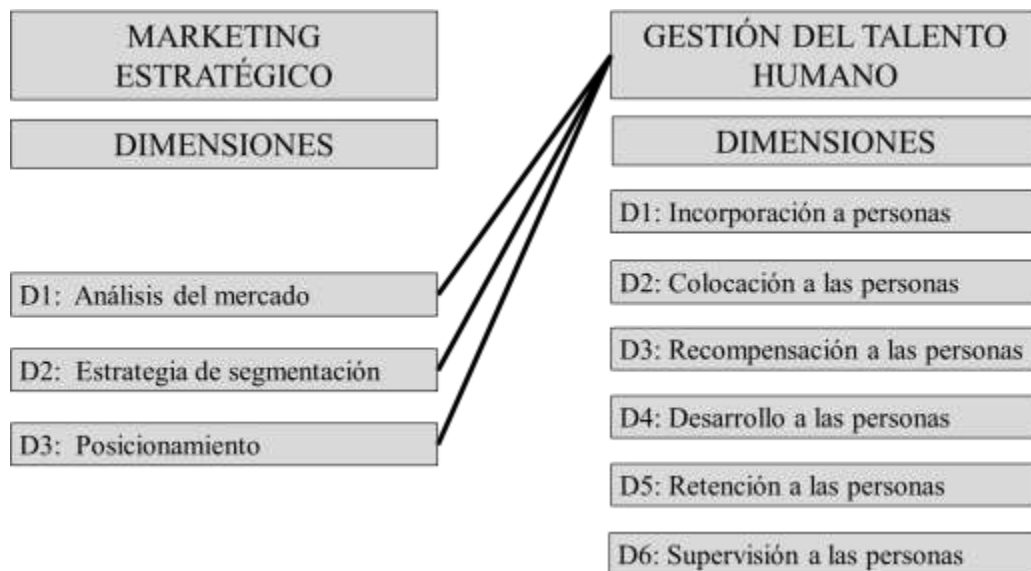 MARKETING
ESTRATÉGICO
DIMENSIONES
D1: Análisis del mercado
D2: Estrategia de segmentación
D3: Posicionamiento
GESTIÓN DEL TALENTO
HUMANO
DIMENSIONES
D1: Incorporación a personas
D2: Colocación a las personas
D3: Recompensación a las personas
D4: Desarrollo a las personas
D5: Retención a las personas
D6: Supervisión a las personas